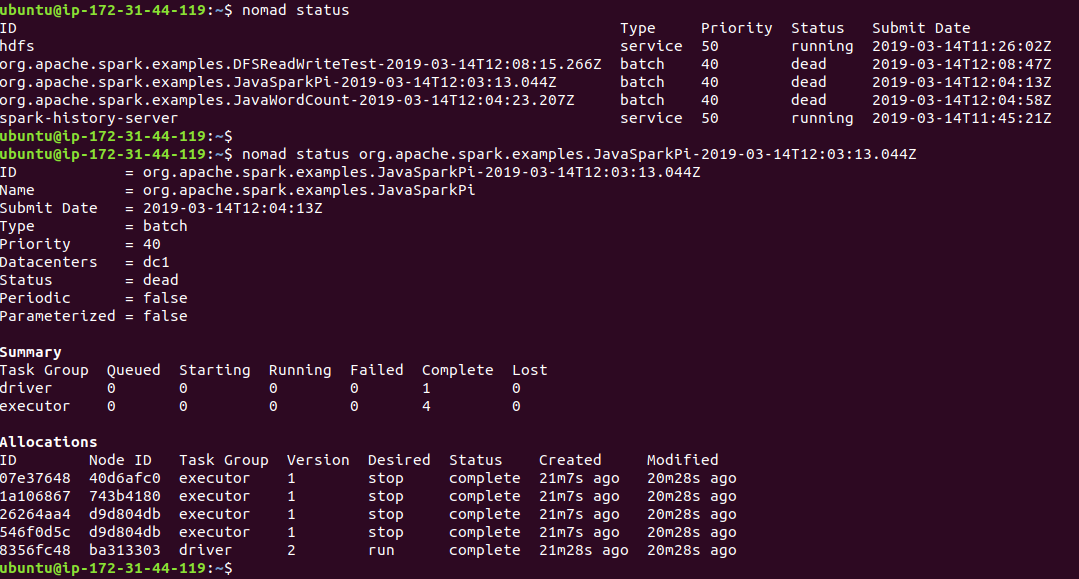 ubuntu@ip-172-31-44-119:~$ nomad status
ID                                                                   Type     Priority  Status   Submit Date
hdfs                                                                 service  50        running  2019-03-14T11:26:02Z
org.apache.spark.examples.DFSReadWriteTest-2019-03-14T12:08:15.266Z  batch    40        dead     2019-03-14T12:08:47Z
org.apache.spark.examples.JavaSparkPi-2019-03-14T12:03:13.044Z       batch    40        dead     2019-03-14T12:04:13Z
org.apache.spark.examples.JavaWordCount-2019-03-14T12:04:23.207Z     batch    40        dead     2019-03-14T12:04:58Z
spark-history-server                                                 service  50        running  2019-03-14T11:45:21Z
ubuntu@ip-172-31-44-119:~$
ubuntu@ip-172-31-44-119:~$ nomad status org.apache.spark.examples.JavaSparkPi-2019-03-14T12:03:13.044Z
ID            = org.apache.spark.examples.JavaSparkPi-2019-03-14T12:03:13.044Z
Name          = org.apache.spark.examples.JavaSparkPi
Submit Date   = 2019-03-14T12:04:13Z
Type          = batch
Priority      = 40
Datacenters   = dc1
Status        = dead
Periodic      = false
Parameterized = false
Summary
Task Group  Queued  Starting  Running  Failed  Complete  Lost
driver      0       0         0        0       1         0
executor    0       0         0        0       4         0
Allocations
ID        Node ID   Task Group  Version  Desired  Status    Created     Modified
07e37648  40d6afc0  executor    1        stop     complete  21m7s ago   20m28s ago
1a106867  743b4180  executor    1        stop     complete  21m7s ago   20m28s ago
26264aa4  d9d804db  executor    1        stop     complete  21m7s ago   20m28s ago
546f0d5c  d9d804db  executor    1        stop     complete  21m7s ago   20m28s ago
8356fc48  ba313303  driver      2        run      complete  21m28s ago  20m28s ago
ubuntu@ip-172-31-44-119:~$